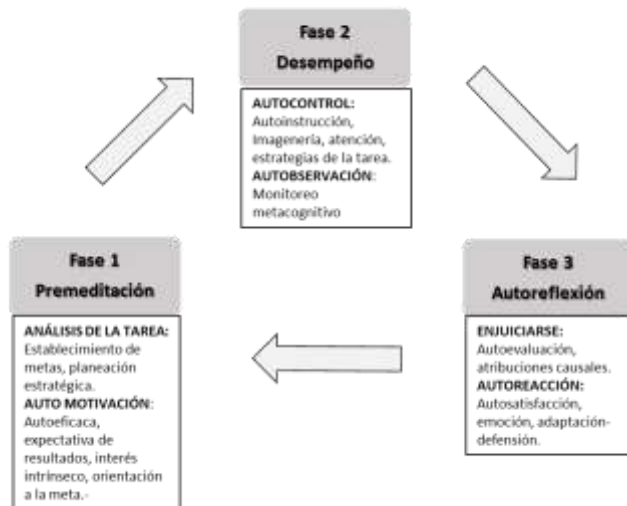 Fase 2
Desempeño
AUTOCONTROL:
Autoinstrucción,
Imagenería, atención,
estrategias de la tarea.
AUTOBSERVACIÓN:
Monitoreo
metacognitivo
Fase 1
Premeditación
ANÁLISIS DE LA TAREA:
Establecimiento de
metas, planeación
estratégica.
AUTO MOTIVACIÓN:
Autoeficaca,
expectativa de
resultados, interés
intrínseco, orientación
a la meta.-
Fase 3
Autoreflexión
ENJUICIARSE:
Autoevaluación,
atribuciones causales.
AUTOREACCIÓN:
Autosatisfacción,
emoción, adaptación-
defensión.